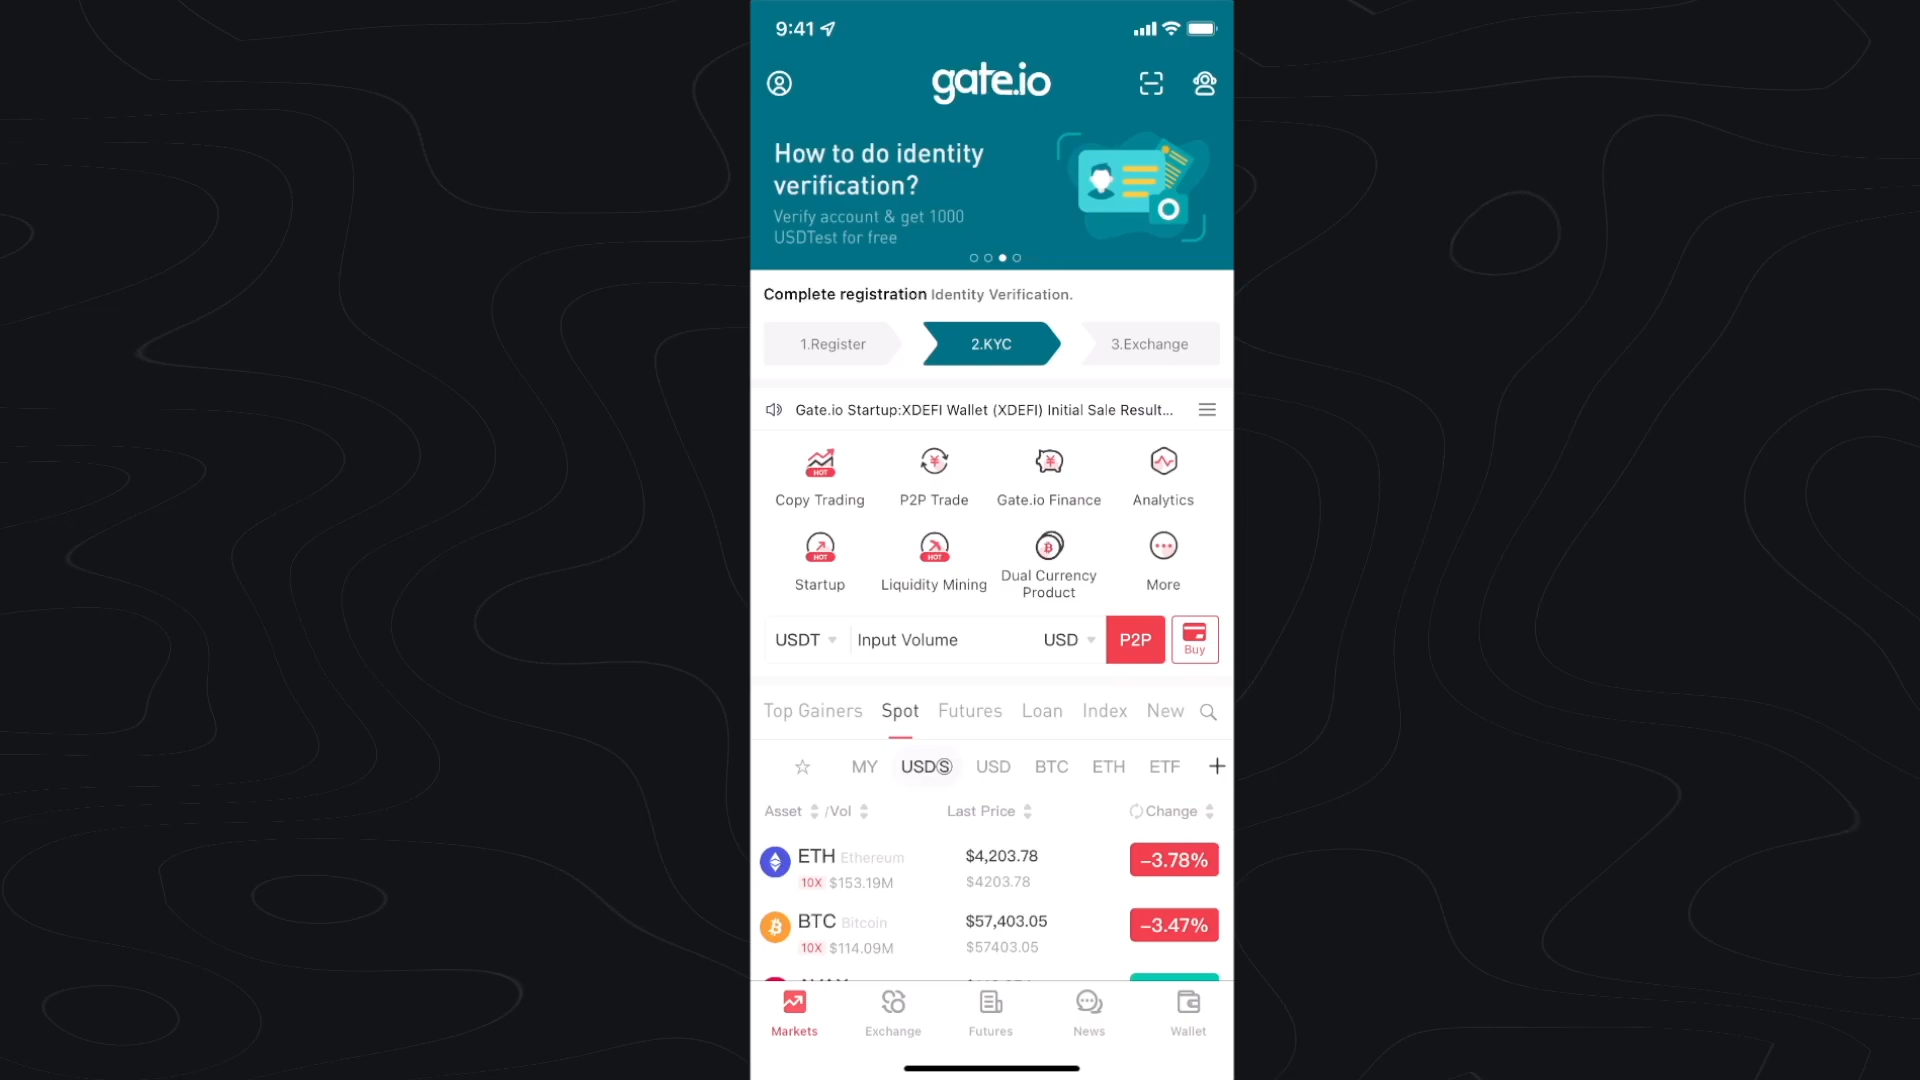 9:41
gate.io
How to do identity
verification?
Verify account & get 1000
USDTest for free
Complete registration Identity Verification.
1.Register 2.KYC 3.Exchange
Gate.io Startup:XDEFI Wallet (XDEFI) Initial Sale Result...
HOT
Copy Trading P2P Trade Gate.io Finance Analytics
HOT HOT
Startup Liquidity Mining Dual Currency
Product More
USDT Input Volume USD P2P Buy
Top Gainers Spot Futures Loan Index New
MY USDⓈ USD BTC ETH ETF +
Asset /Vol Last Price Change
ETH Ethereum $4,203.78 −3.78%
10X $153.19M $4203.78
BTC Bitcoin $57,403.05 −3.47%
10X $114.09M $57403.05
Markets Exchange Futures News Wallet